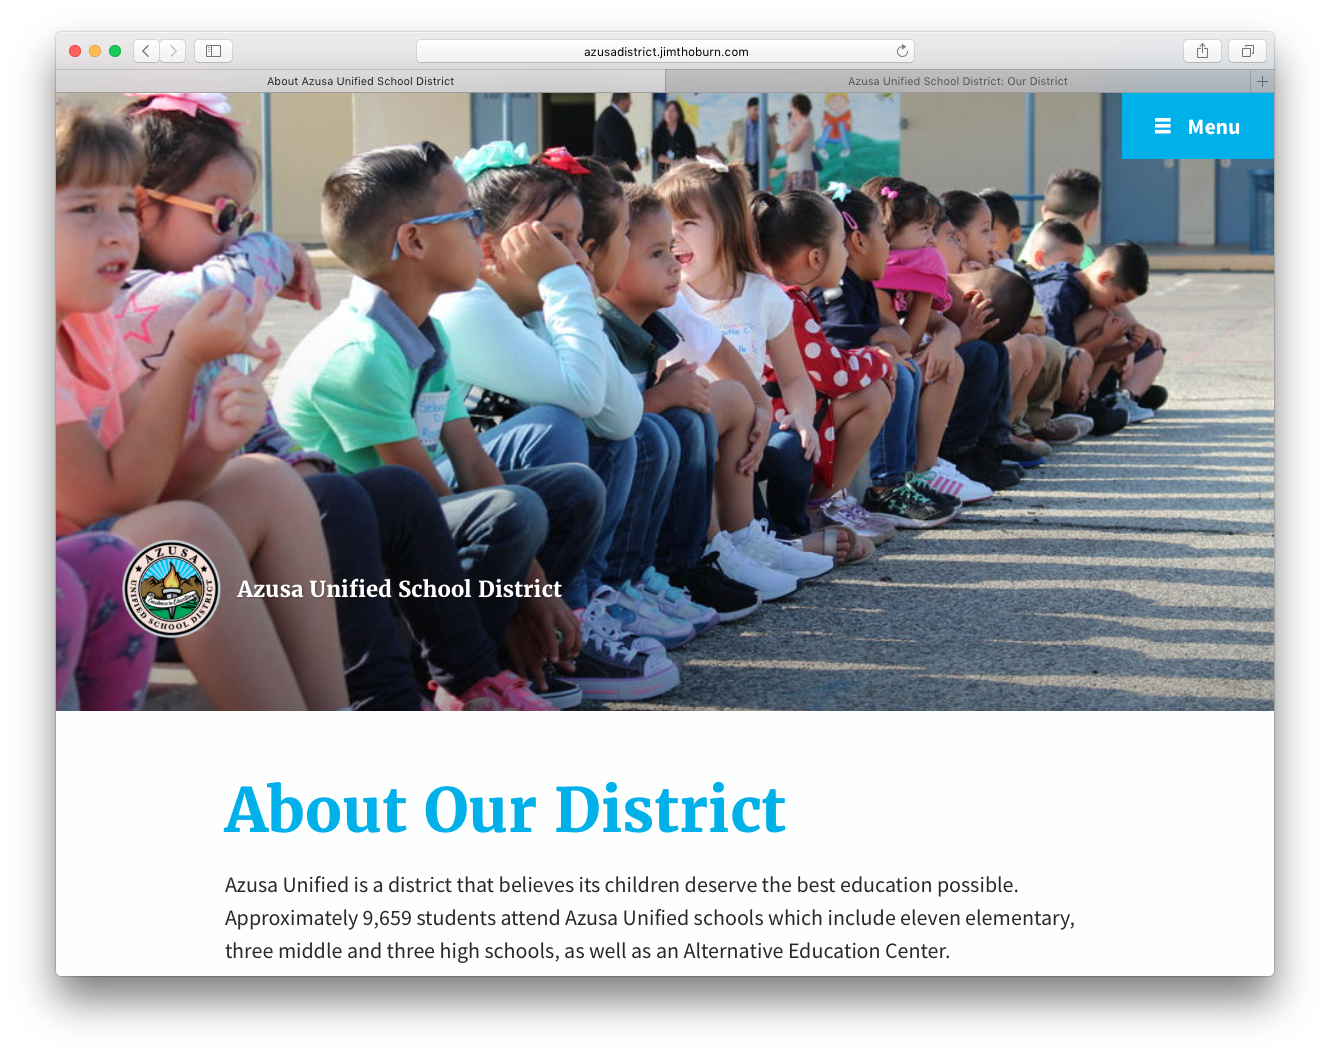 azusadistrict.jimthoburn.com
About Azusa Unified School District
Azusa Unified School District: Our District
Menu
AZUSA
UNIFIED SCHOOL DISTRICT
Azusa Unified School District
About Our District
Azusa Unified is a district that believes its children deserve the best education possible.
Approximately 9,659 students attend Azusa Unified schools which include eleven elementary,
three middle and three high schools, as well as an Alternative Education Center.